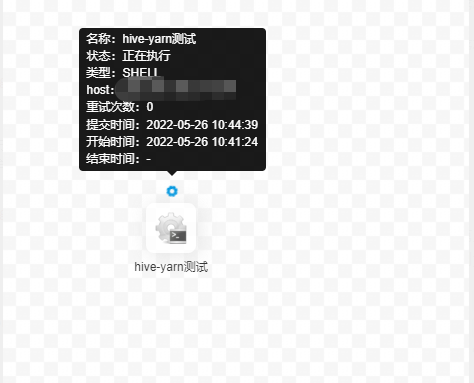 名称：hive-yarn测试
状态：正在执行
类型：SHELL
host：
重试次数：0
提交时间：2022-05-26 10:44:39
开始时间：2022-05-26 10:41:24
结束时间：-
hive-yarn测试